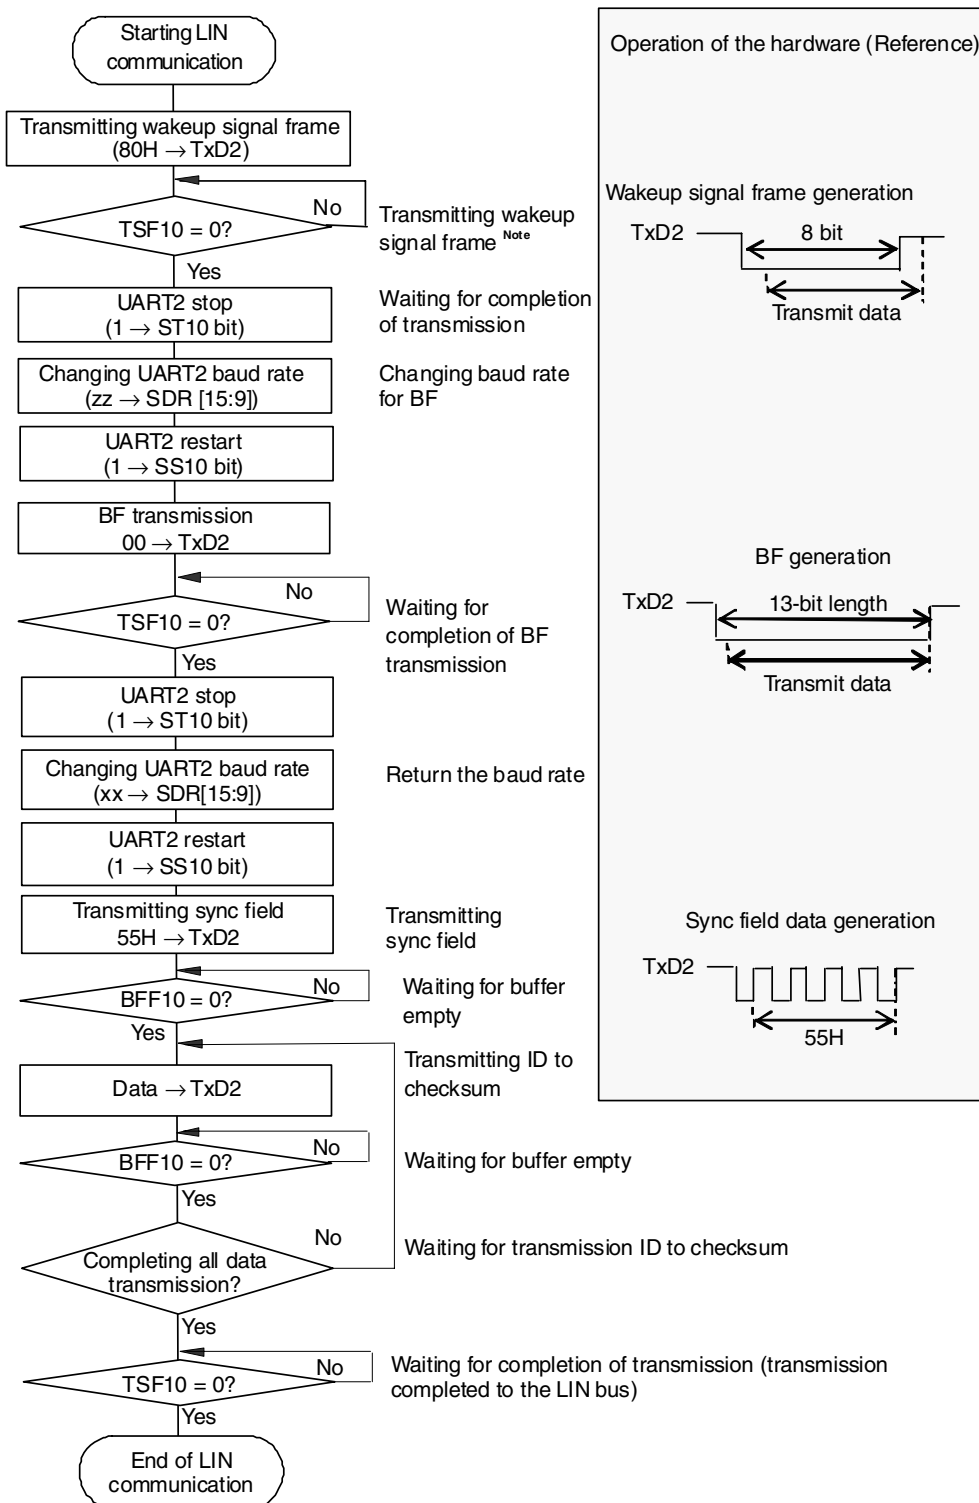 Starting LIN
communication
Transmitting wakeup signal frame
(80H → TxD2)
TSF10 = 0?
No
Yes
Transmitting wakeup
signal frame Note
UART2 stop
(1 → ST10 bit)
Waiting for completion
of transmission
Changing UART2 baud rate
(zz → SDR [15:9])
Changing baud rate
for BF
UART2 restart
(1 → SS10 bit)
BF transmission
00 → TxD2
TSF10 = 0?
No
Yes
Waiting for
completion of BF
transmission
UART2 stop
(1 → ST10 bit)
Changing UART2 baud rate
(xx → SDR[15:9])
Return the baud rate
UART2 restart
(1 → SS10 bit)
Transmitting sync field
55H → TxD2
Transmitting
sync field
BFF10 = 0?
No
Yes
Waiting for buffer
empty
Data → TxD2
Transmitting ID to
checksum
BFF10 = 0?
No
Yes
Waiting for buffer empty
Completing all data
transmission?
No
Yes
Waiting for transmission ID to checksum
TSF10 = 0?
No
Yes
Waiting for completion of transmission (transmission
completed to the LIN bus)
End of LIN
communication
Operation of the hardware (Reference)
Wakeup signal frame generation
TxD2
8 bit
Transmit data
BF generation
TxD2
13-bit length
Transmit data
Sync field data generation
TxD2
55H